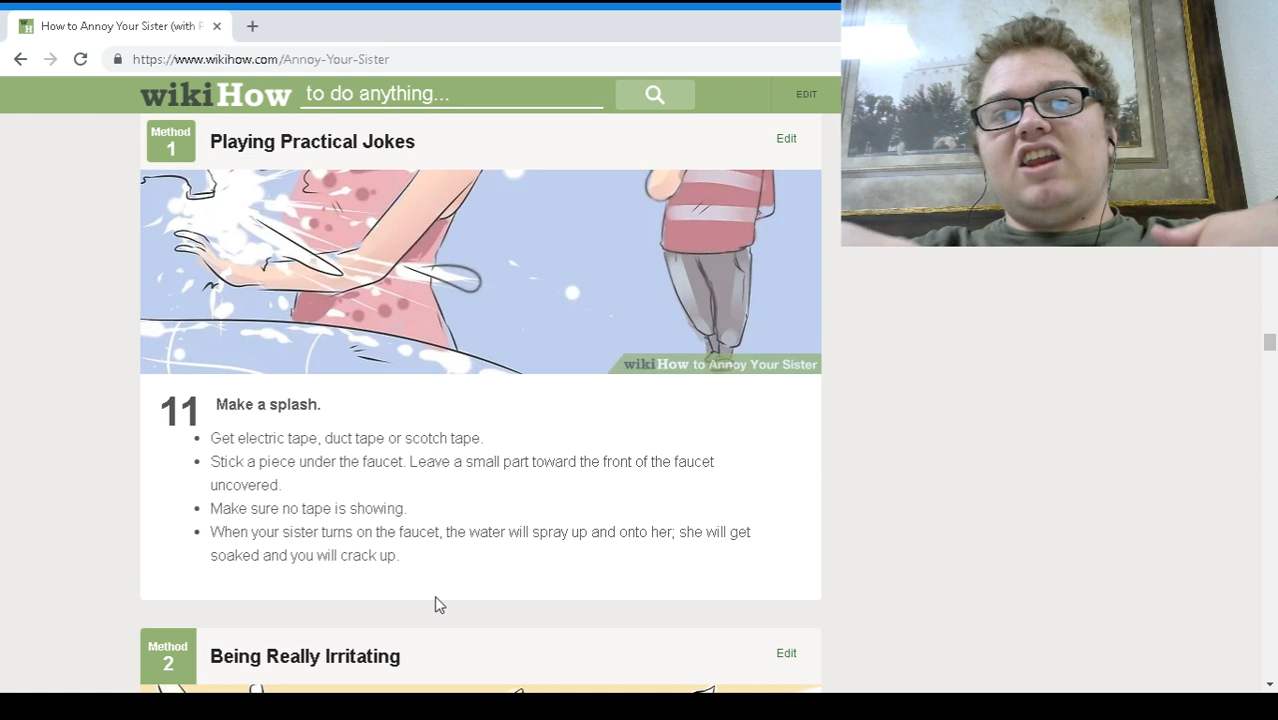 How to Annoy Your Sister (with P
https://www.wikihow.com/Annoy-Your-Sister
wikiHow to do anything...
EDIT
Method
1
Playing Practical Jokes
Edit
wikiHow to Annoy Your Sister
11 Make a splash.
• Get electric tape, duct tape or scotch tape.
• Stick a piece under the faucet. Leave a small part toward the front of the faucet
uncovered.
• Make sure no tape is showing.
• When your sister turns on the faucet, the water will spray up and onto her; she will get
soaked and you will crack up.
Method
2
Being Really Irritating
Edit